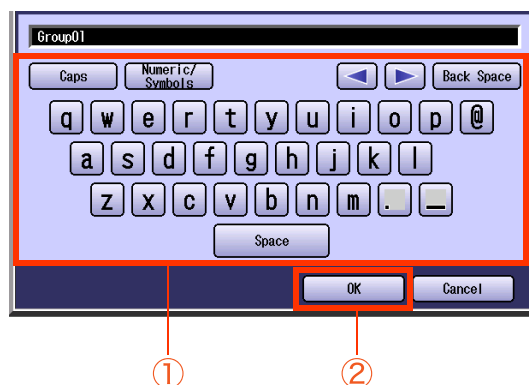 Group01
Caps Numeric/ Symbols Back Space
q w e r t y u i o p @
a s d f g h j k l
z x c v b n m . _
Space
OK Cancel
① ②